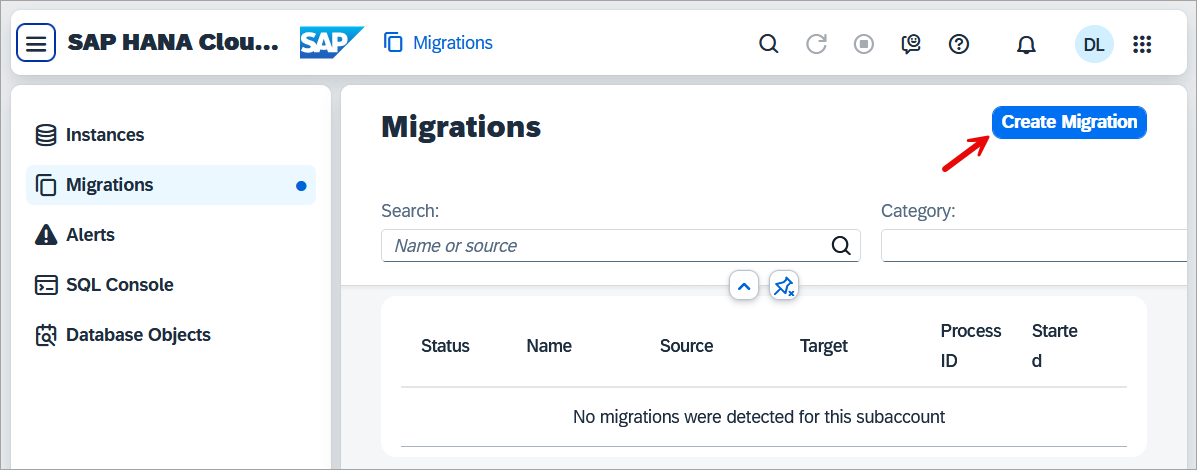 SAP HANA Clou...
SAP
Migrations
DL
Instances
Migrations
Alerts
SQL Console
Database Objects
Migrations
Create Migration
Search:
Category:
Name or source
Status
Name
Source
Target
Process
ID
Starte
d
No migrations were detected for this subaccount